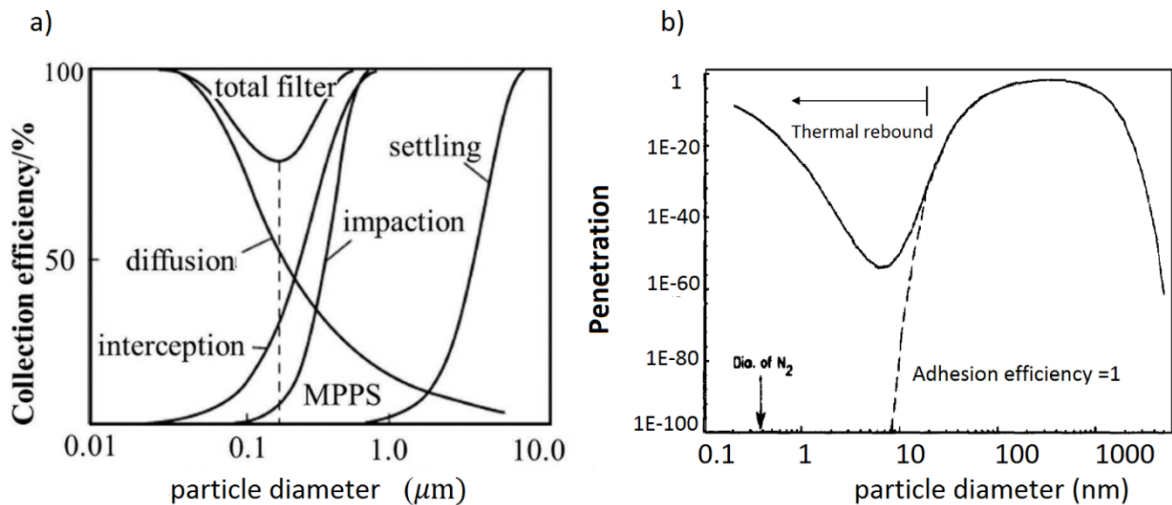 a)
100
total filter
settling
impaction
50
diffusion
interception
MPPS
0.01
0.1
1.0
10.0
Collection efficiency/%
particle diameter (μm)
b)
1
Thermal rebound
1E-20
1E-40
1E-60
1E-80
1E-100
Dia. of N2
Adhesion efficiency =1
0.1
1
10
100
1000
Penetration
particle diameter (nm)